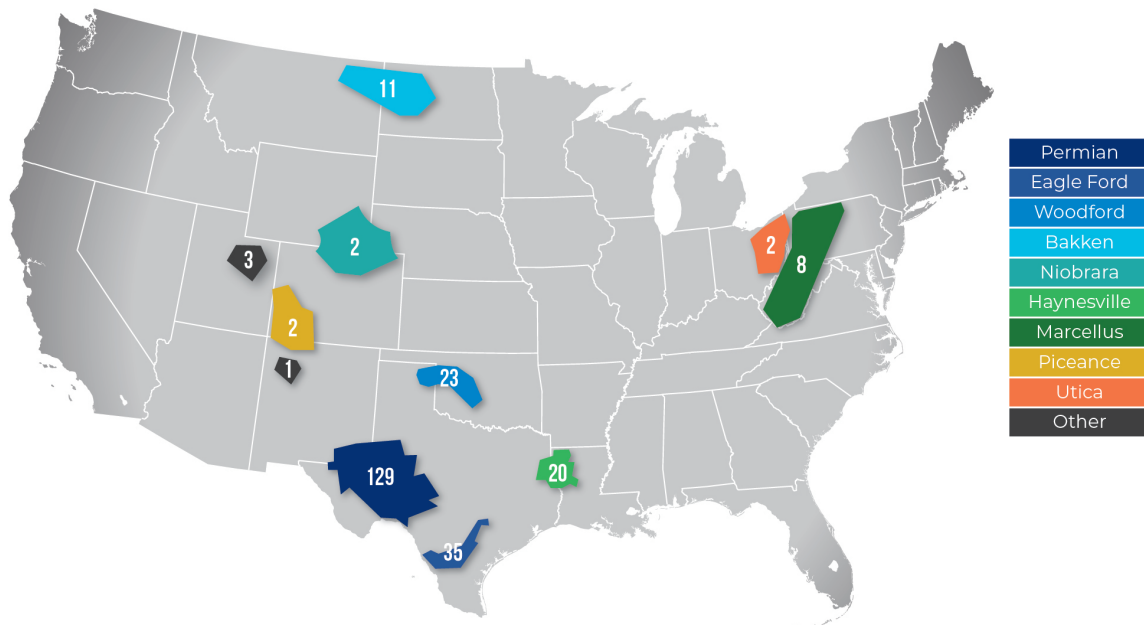 11
2
3
2
1
23
129
20
35
2
8
Permian
Eagle Ford
Woodford
Bakken
Niobrara
Haynesville
Marcellus
Piceance
Utica
Other